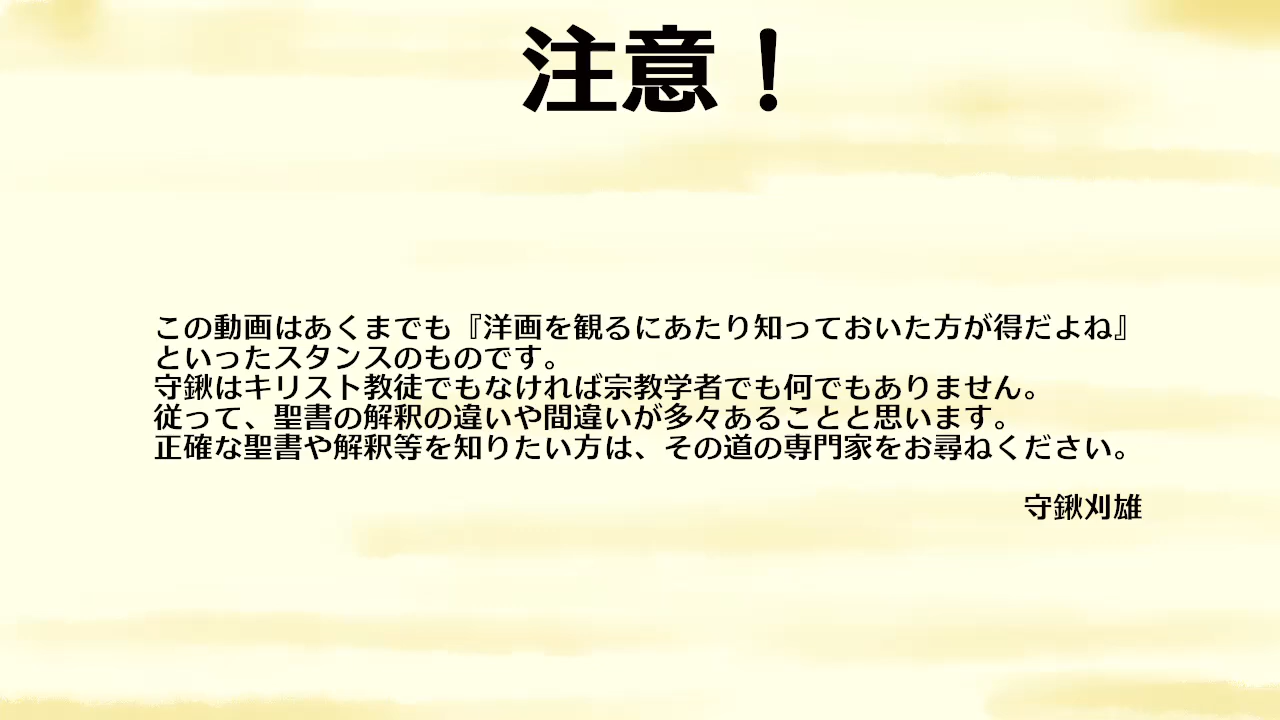 注意！
この動画はあくまでも『洋画を観るにあたり知っておいた方が得だよね』
といったスタンスのものです。
守鍬はキリスト教徒でもなければ宗教学者でも何でもありません。
従って、聖書の解釈の違いや間違いが多々あることと思います。
正確な聖書や解釈等を知りたい方は、その道の専門家をお尋ねください。
守鍬刈雄